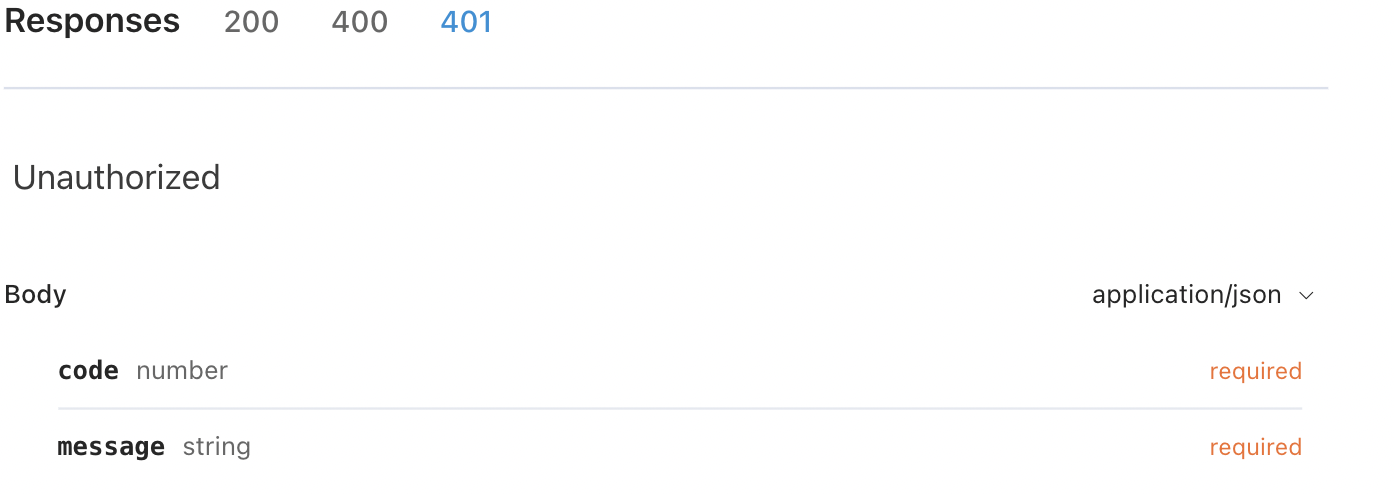 Responses 200 400 401
Unauthorized
Body application/json
code number required
message string required